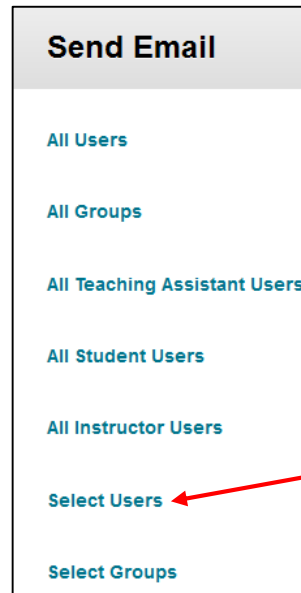 Send Email
All Users
All Groups
All Teaching Assistant Users
All Student Users
All Instructor Users
Select Users
Select Groups